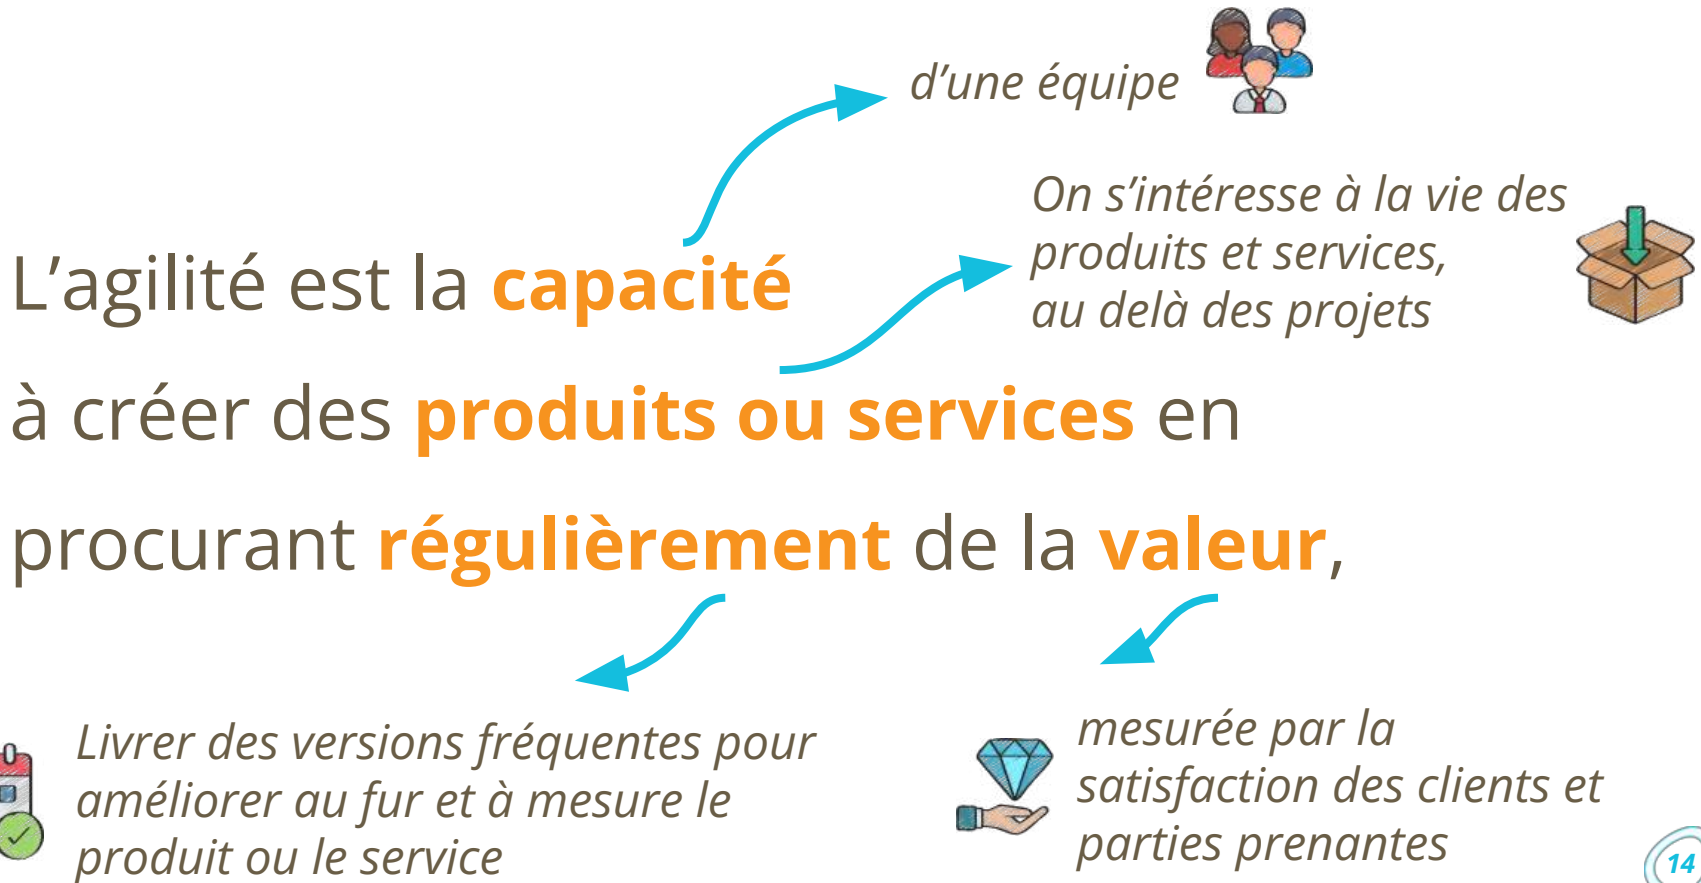 d’une équipe
On s’intéresse à la vie des
produits et services,
au delà des projets
L’agilité est la capacité
à créer des produits ou services en
procurant régulièrement de la valeur,
Livrer des versions fréquentes pour
améliorer au fur et à mesure le
produit ou le service
mesurée par la
satisfaction des clients et
parties prenantes
14